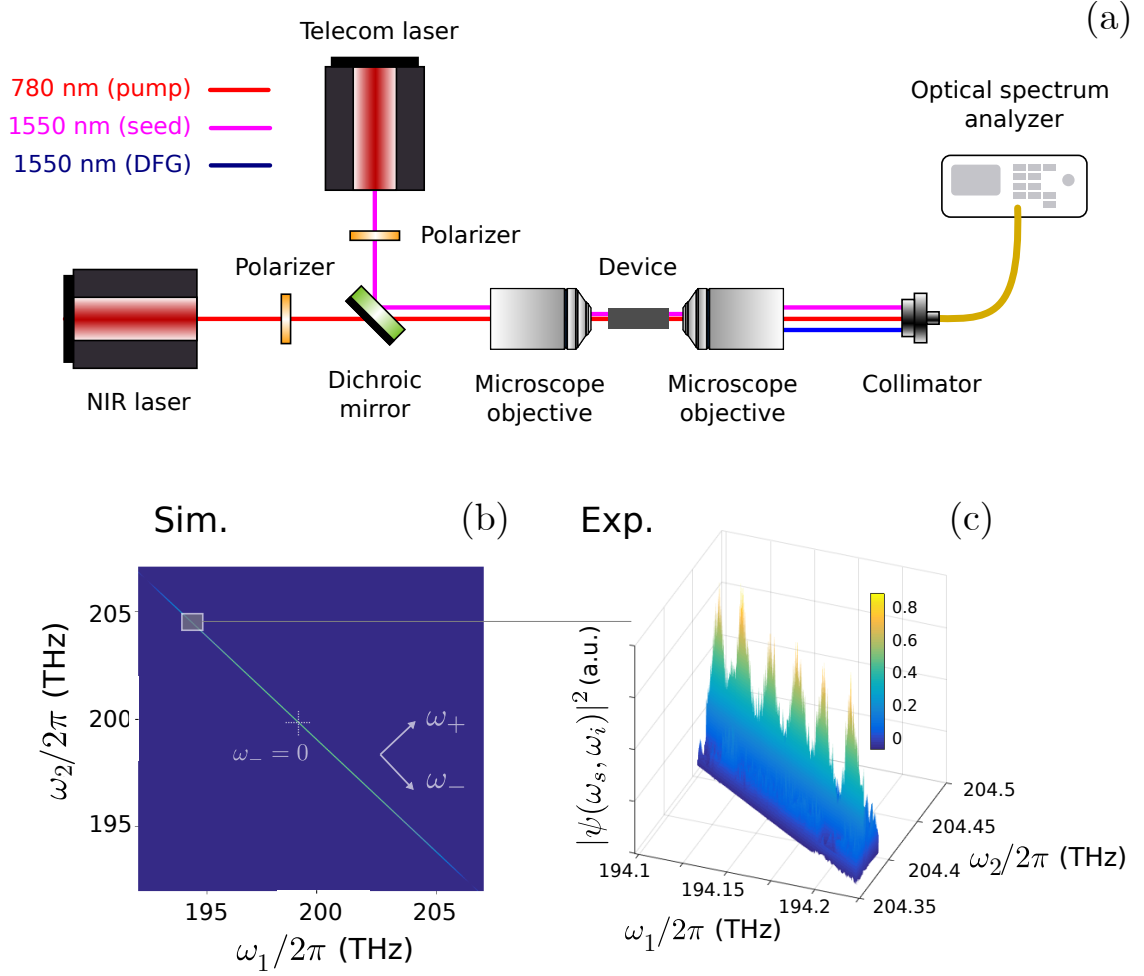 (a)
Telecom laser
780 nm (pump)
1550 nm (seed)
1550 nm (DFG)
Optical spectrum
analyzer
Polarizer
Polarizer
Device
NIR laser
Dichroic
mirror
Microscope
objective
Microscope
objective
Collimator
Sim.
(b)
205
200
195
ω₂/2π (THz)
ω₋ = 0
ω₊
ω₋
195
200
205
ω₁/2π (THz)
Exp.
(c)
|ψ(ωₛ, ωᵢ)|² (a.u.)
0.8
0.6
0.4
0.2
0
194.1
194.15
194.2
ω₁/2π (THz)
204.5
204.45
204.4
204.35
ω₂/2π (THz)